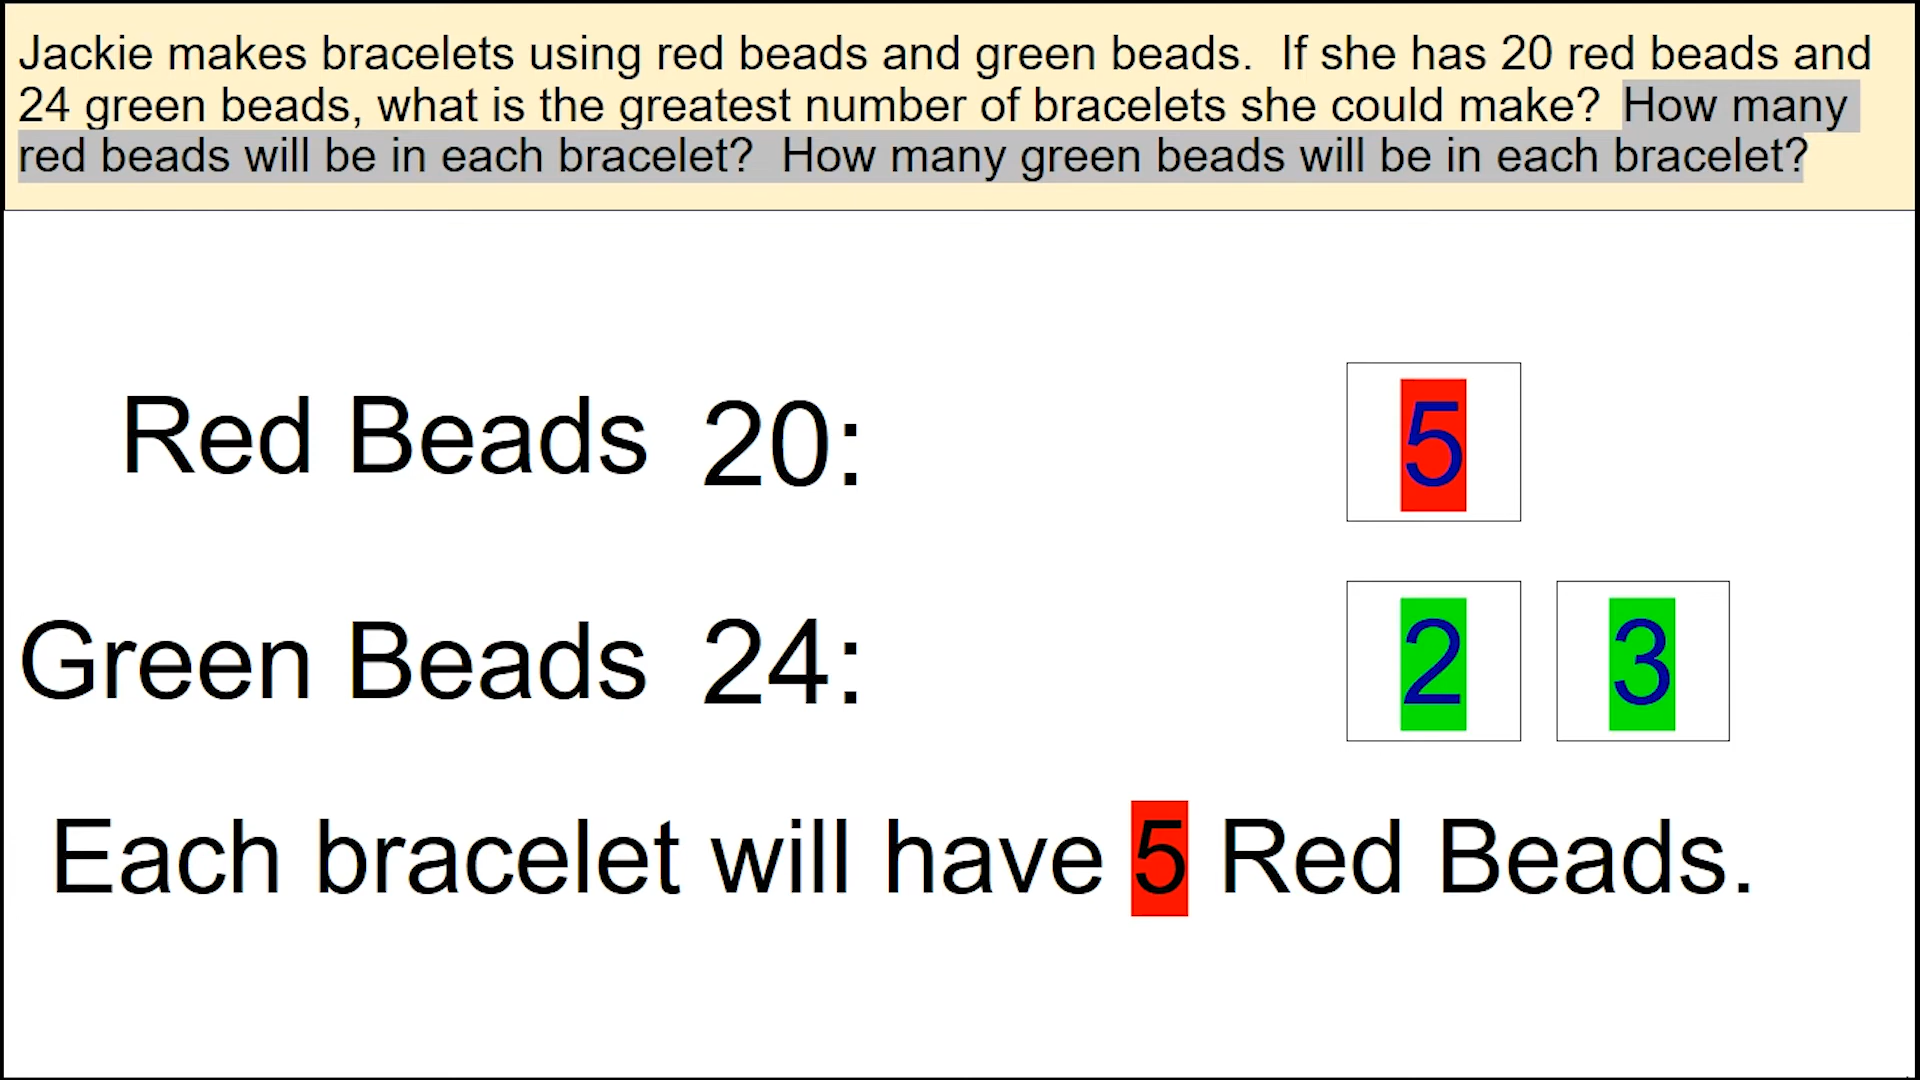 Jackie makes bracelets using red beads and green beads.  If she has 20 red beads and
24 green beads, what is the greatest number of bracelets she could make?  How many
red beads will be in each bracelet?  How many green beads will be in each bracelet?
Red Beads 20: 5
Green Beads 24: 2 3
Each bracelet will have 5 Red Beads.